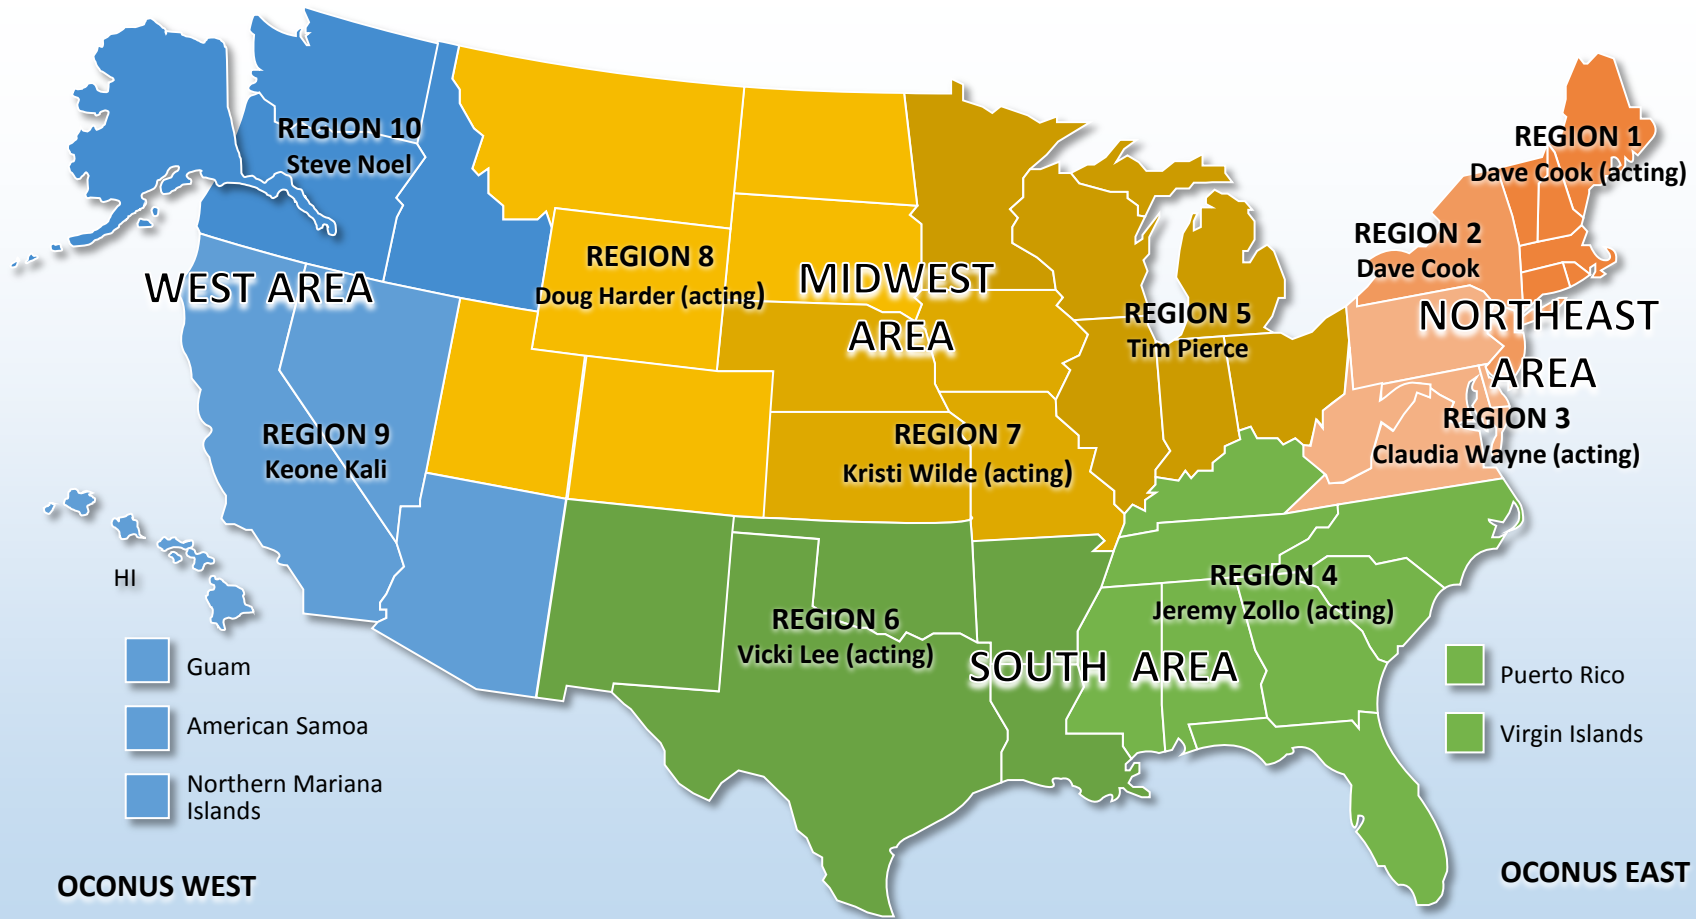 REGION 10
Steve Noel
WEST AREA
REGION 9
Keone Kali
HI
Guam
American Samoa
Northern Mariana
Islands
OCONUS WEST
REGION 8
Doug Harder (acting)
MIDWEST
AREA
REGION 5
Tim Pierce
REGION 7
Kristi Wilde (acting)
REGION 6
Vicki Lee (acting)
SOUTH AREA
REGION 4
Jeremy Zollo (acting)
REGION 1
Dave Cook (acting)
REGION 2
Dave Cook
NORTHEAST
AREA
REGION 3
Claudia Wayne (acting)
Puerto Rico
Virgin Islands
OCONUS EAST